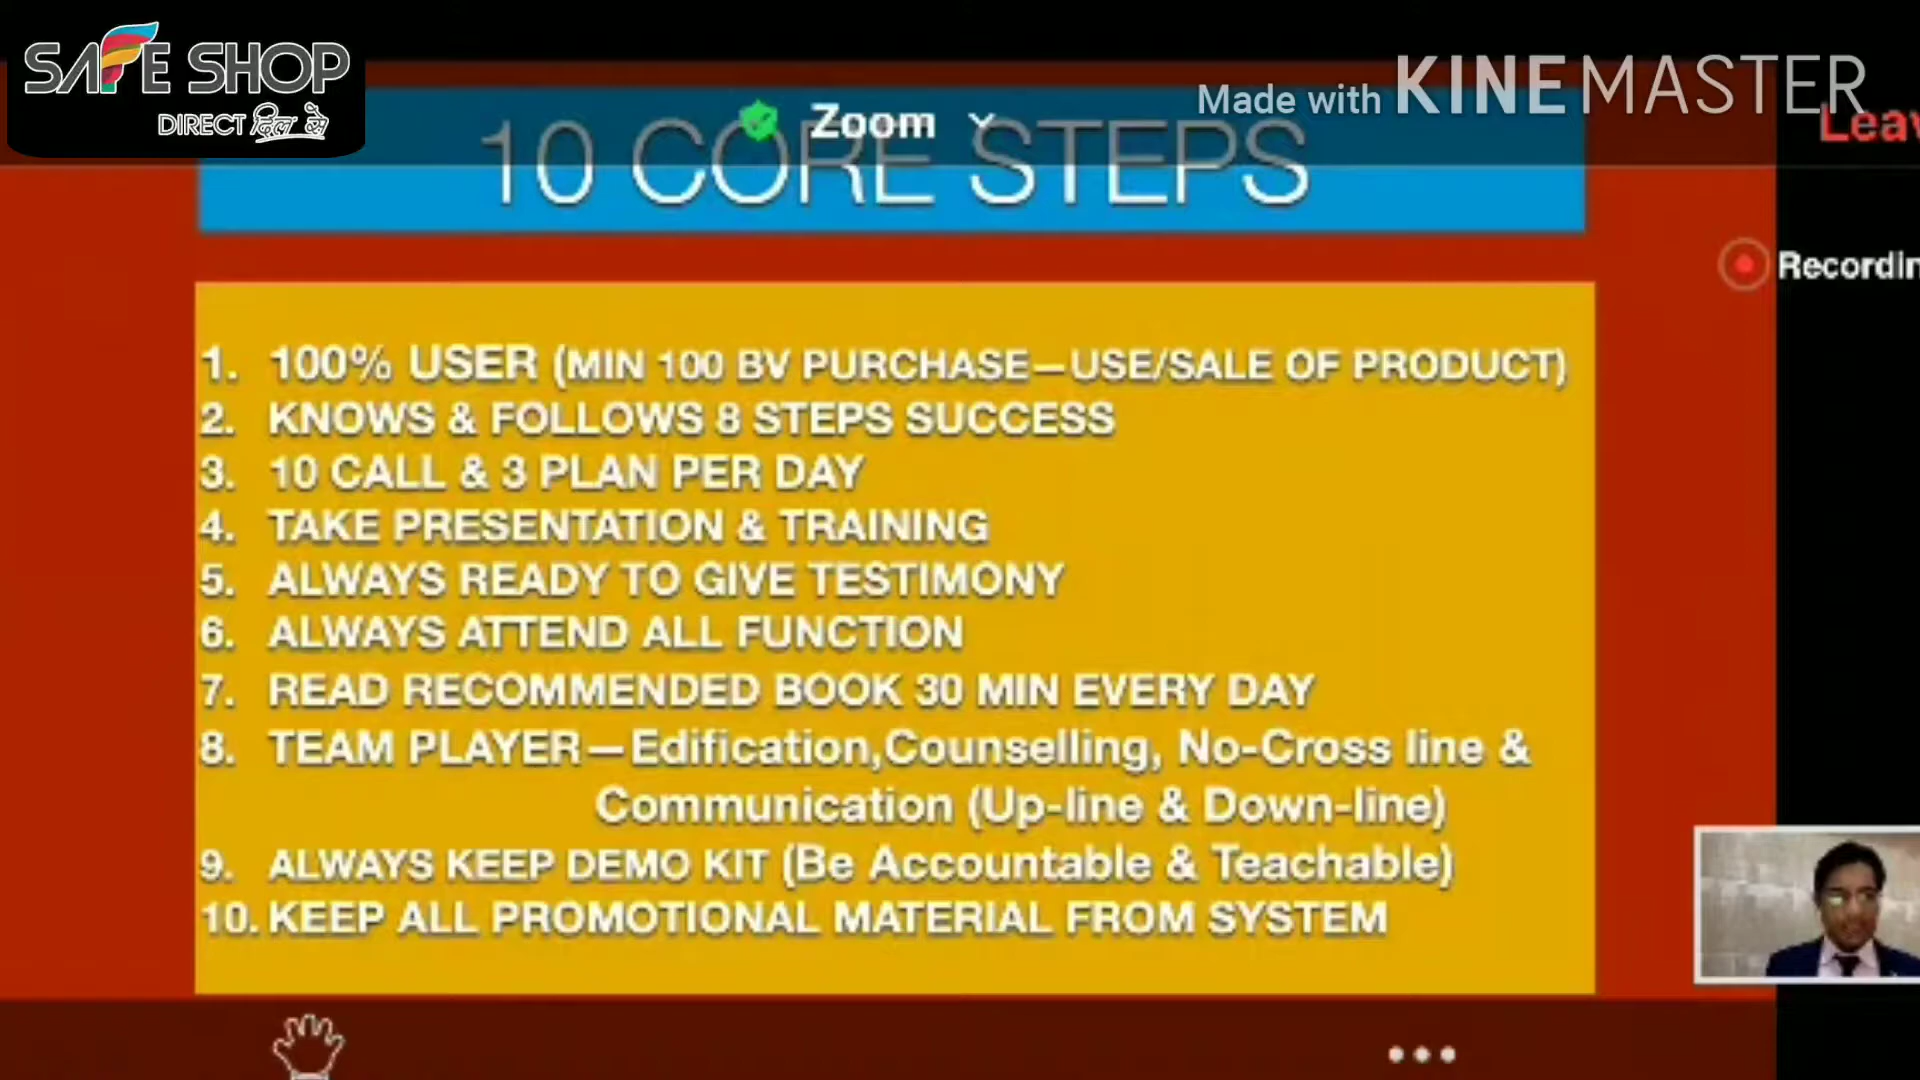 SAFE SHOP
DIRECT दिल से
Made with KINEMASTER
Zoom
10 CORE STEPS
Recordin
1. 100% USER (MIN 100 BV PURCHASE—USE/SALE OF PRODUCT)
2. KNOWS & FOLLOWS 8 STEPS SUCCESS
3. 10 CALL & 3 PLAN PER DAY
4. TAKE PRESENTATION & TRAINING
5. ALWAYS READY TO GIVE TESTIMONY
6. ALWAYS ATTEND ALL FUNCTION
7. READ RECOMMENDED BOOK 30 MIN EVERY DAY
8. TEAM PLAYER—Edification,Counselling, No-Cross line &
Communication (Up-line & Down-line)
9. ALWAYS KEEP DEMO KIT (Be Accountable & Teachable)
10. KEEP ALL PROMOTIONAL MATERIAL FROM SYSTEM